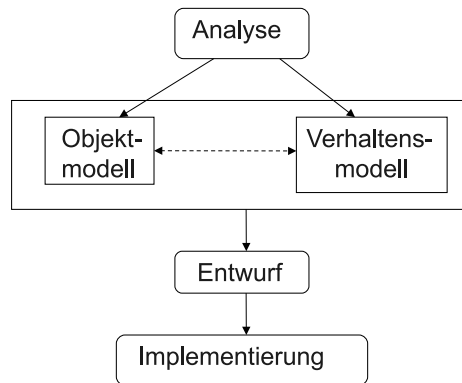 Analyse
Objekt-
modell
Verhaltens-
modell
Entwurf
Implementierung